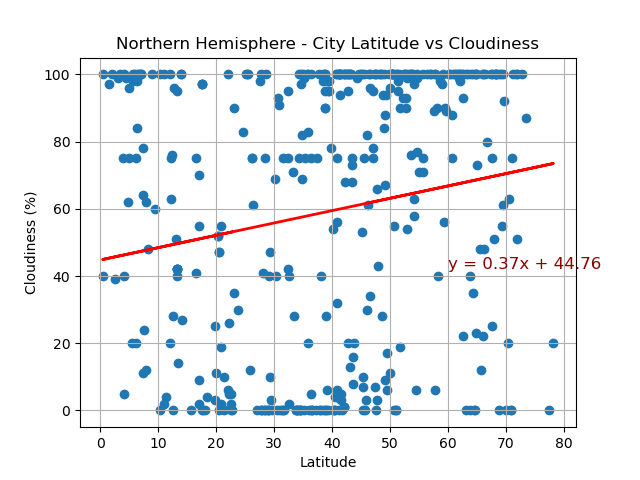 Northern Hemisphere - City Latitude vs Cloudiness
100
80
60
40
20
0
Cloudiness (%)
y = 0.37x + 44.76
0 10 20 30 40 50 60 70 80
Latitude